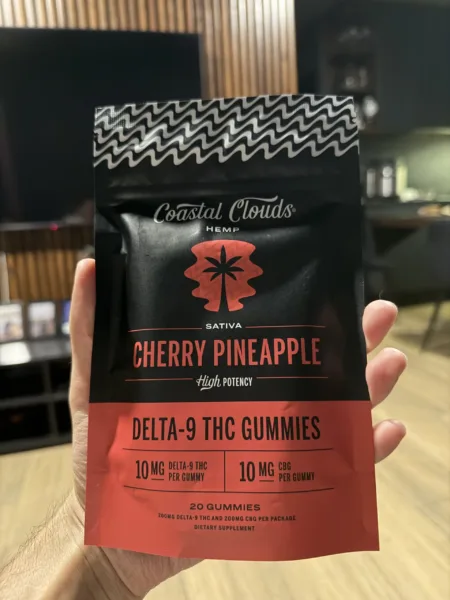 Coastal Clouds®
HEMP
SATIVA
CHERRY PINEAPPLE
High POTENCY
DELTA-9 THC GUMMIES
10 MG DELTA-9 THC PER GUMMY
10 MG CBG PER GUMMY
20 GUMMIES
200MG DELTA-9 THC AND 200MG CBG PER PACKAGE
DIETARY SUPPLEMENT